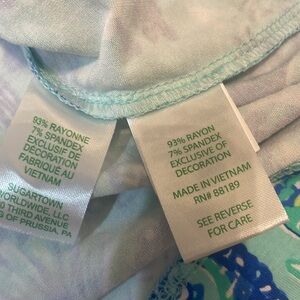 93% RAYONNE
7% SPANDEX
EXCLUSIF DE
DECORATION
FABRIQUE AU
VIETNAM
SUGARTOWN
WORLDWIDE, LLC
THIRD AVENUE
OF PRUSSIA, PA
93% RAYON
7% SPANDEX
EXCLUSIVE OF
DECORATION
MADE IN VIETNAM
RN# 88189
SEE REVERSE
FOR CARE